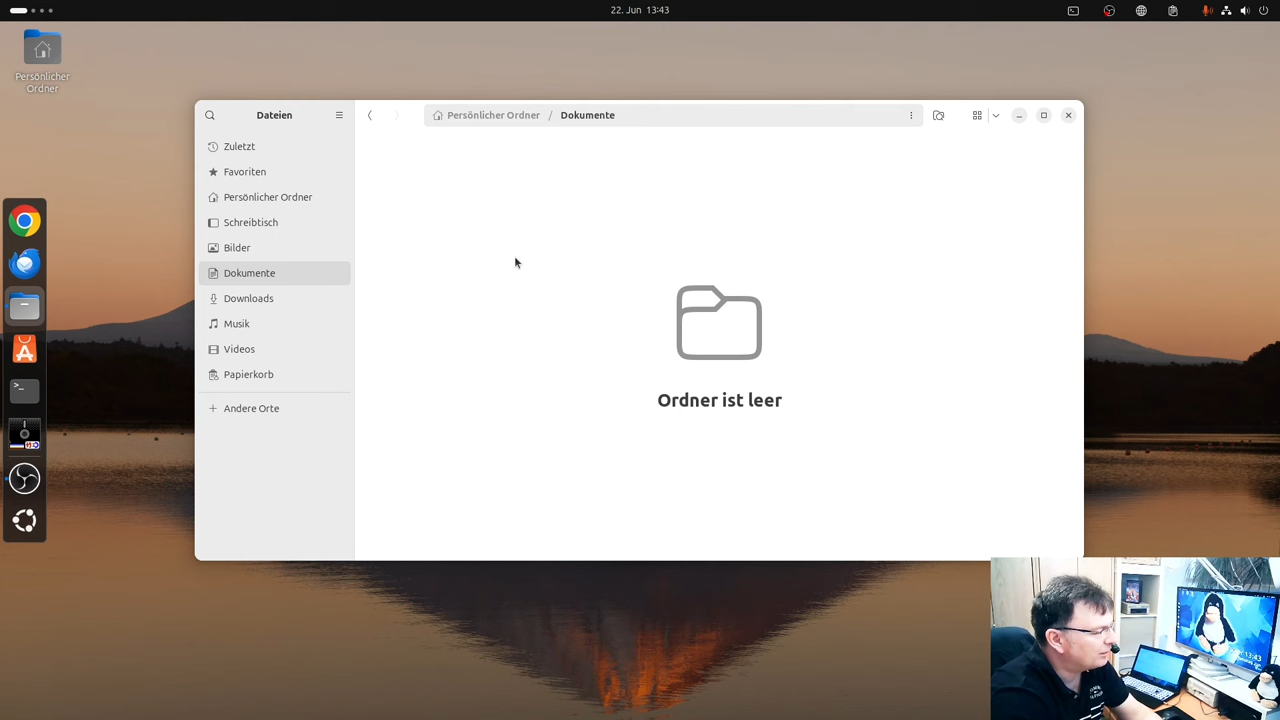 22. Jun 13:43
Persönlicher
Ordner
Dateien
Persönlicher Ordner / Dokumente
Zuletzt
Favoriten
Persönlicher Ordner
Schreibtisch
Bilder
Dokumente
Downloads
Musik
Videos
Papierkorb
Andere Orte
Ordner ist leer